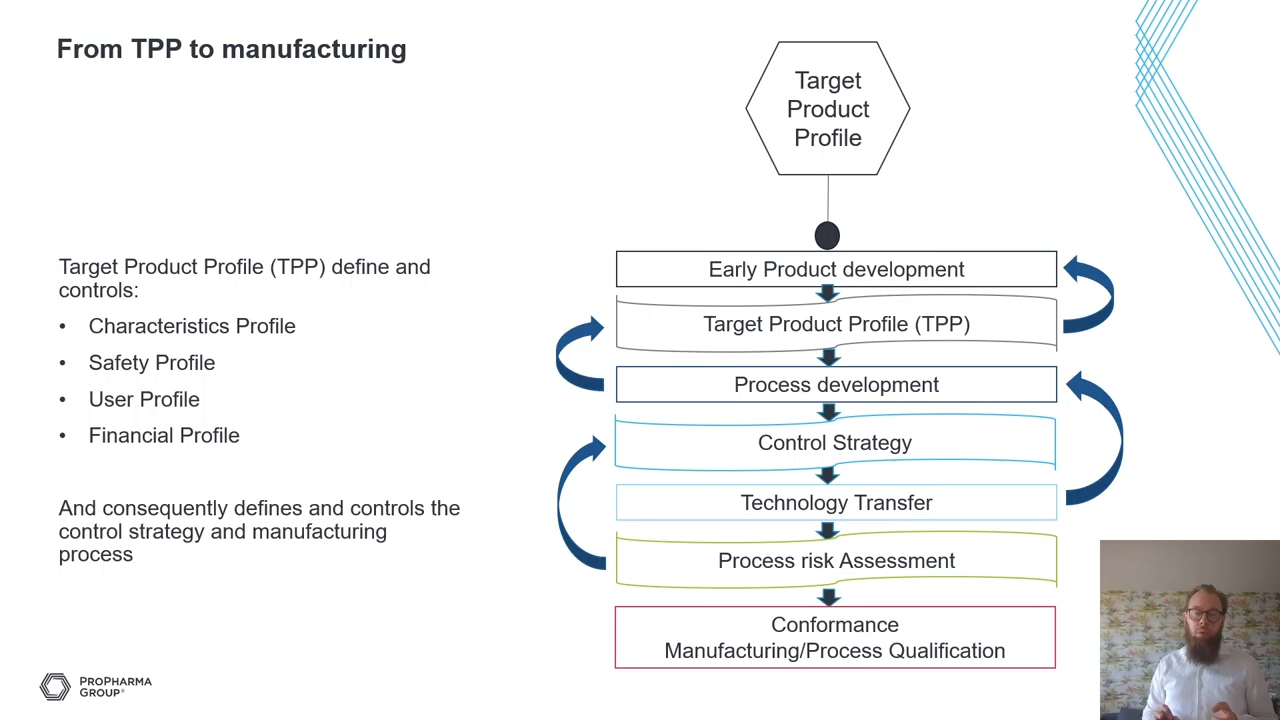 From TPP to manufacturing
Target
Product
Profile
Target Product Profile (TPP) define and
controls:
• Characteristics Profile
• Safety Profile
• User Profile
• Financial Profile
And consequently defines and controls the
control strategy and manufacturing
process
Early Product development
Target Product Profile (TPP)
Process development
Control Strategy
Technology Transfer
Process risk Assessment
Conformance
Manufacturing/Process Qualification
PROPHARMA
GROUP®